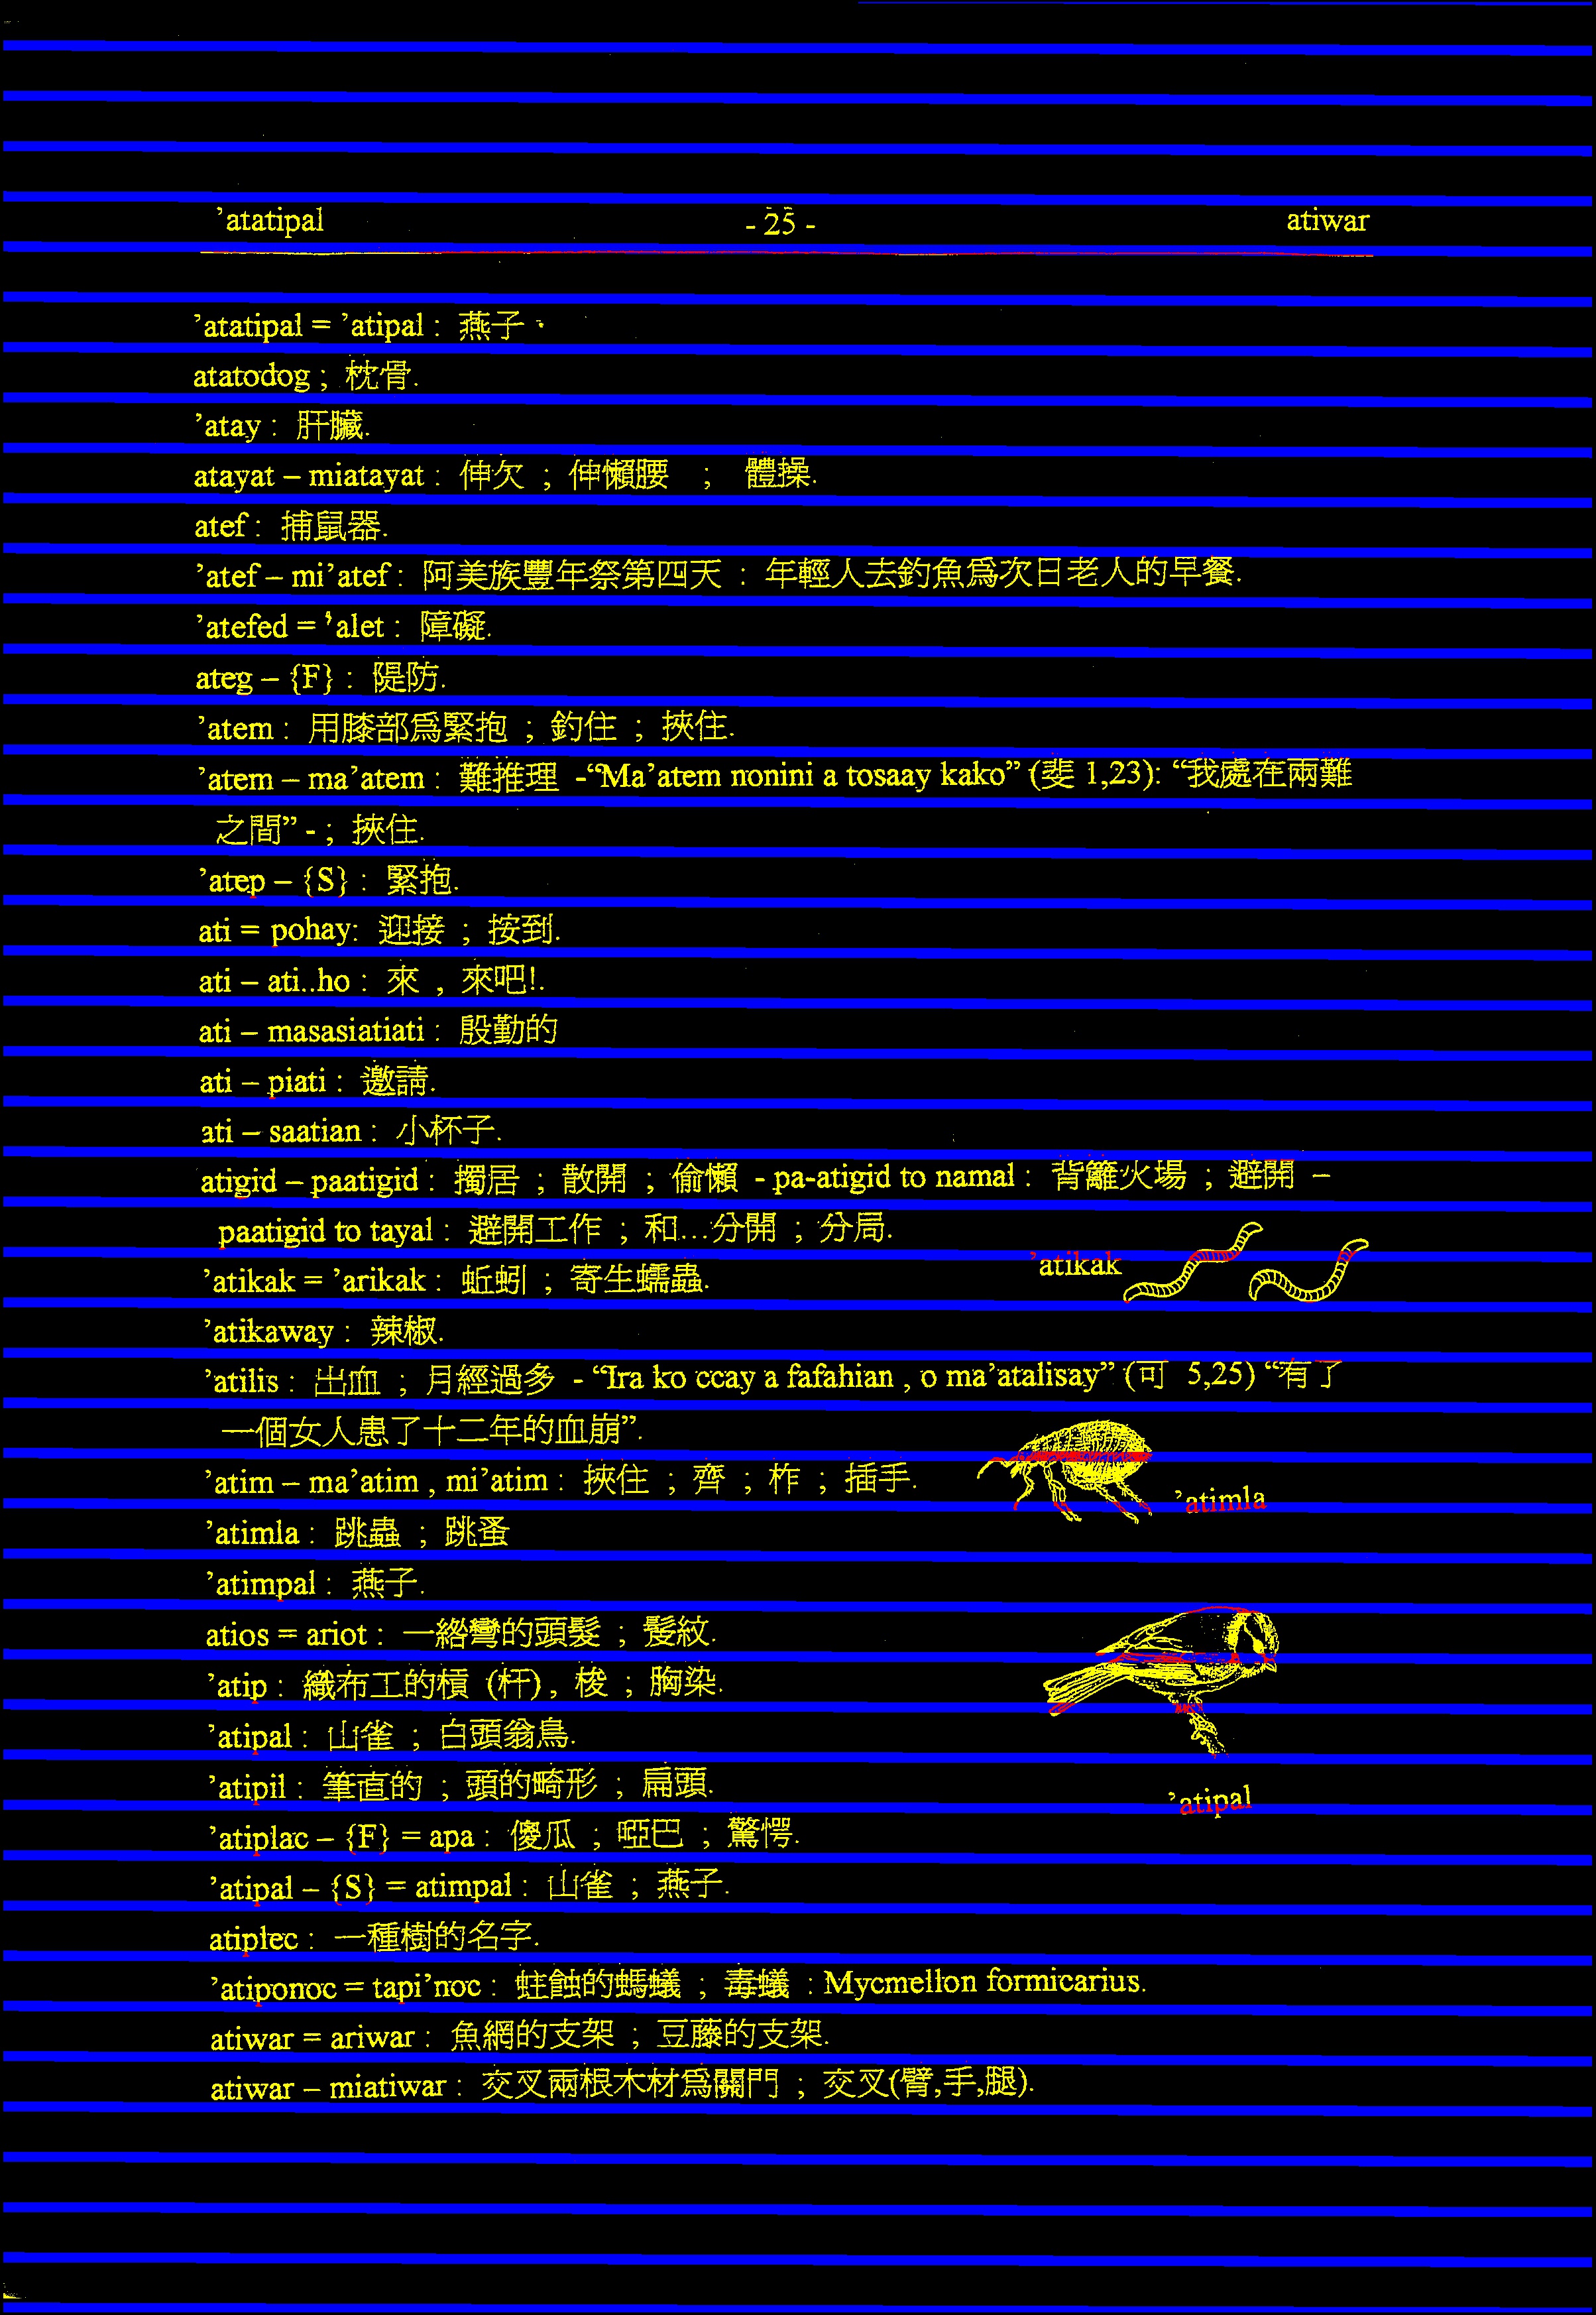 ’atatipal - 25 - atiwar
’atatipal = ’atipal : 燕子 ·
atatodog ; 枕骨.
’atay : 肝臟.
atayat – miatayat : 伸欠 ; 伸懶腰 ; 體操.
atef : 捕鼠器.
’atef – mi’atef : 阿美族豐年祭第四天 : 年輕人去釣魚爲次日老人的早餐.
’atefed = ’alet : 障礙.
ateg – {F} : 隄防.
’atem : 用膝部爲緊抱 ; 釣住 ; 挾住.
’atem – ma’atem : 難推理 -“Ma’atem nonini a tosaay kako” (斐 1,23): “我處在兩難
之間” - ; 挾住.
’atep – {S} : 緊抱.
ati = pohay: 迎接 ; 按到.
ati – ati..ho : 來 , 來吧!.
ati – masasiatiati : 殷勤的
ati – piati : 邀請.
ati – saatian : 小杯子.
atigid – paatigid : 獨居 ; 散開 ; 偷懶 - pa-atigid to namal : 背籬火場 ; 避開 –
paatigid to tayal : 避開工作 ; 和...分開 ; 分局.
’atikak
’atikak = ’arikak : 蚯蚓 ; 寄生蠕蟲.
’atikaway : 辣椒.
’atilis : 出血 ; 月經過多 - “Ira ko ccay a fafahian , o ma’atalisay” (可 5,25) “有了
一個女人患了十二年的血崩”.
’atim – ma’atim , mi’atim : 挾住 ; 齊 ; 柞 ; 插手.
’atimla
’atimla : 跳蟲 ; 跳蚤
’atimpal : 燕子.
atios = ariot : 一綹彎的頭髮 ; 髮紋.
’atip : 織布工的槓 (杆) , 梭 ; 胸染.
’atipal : 山雀 ; 白頭翁鳥.
’atipil : 筆直的 ; 頭的畸形 ; 扁頭.
’atipal
’atiplac – {F} = apa : 傻瓜 ; 啞巴 ; 驚愕.
’atipal – {S} = atimpal : 山雀 ; 燕子.
atiplec : 一種樹的名字.
’atiponoc = tapi’noc : 蛀蝕的螞蟻 ; 毒蟻 : Mycmellon formicarius.
atiwar = ariwar : 魚網的支架 ; 豆藤的支架.
atiwar – miatiwar : 交叉兩根木材爲關門 ; 交叉(臂,手,腿).